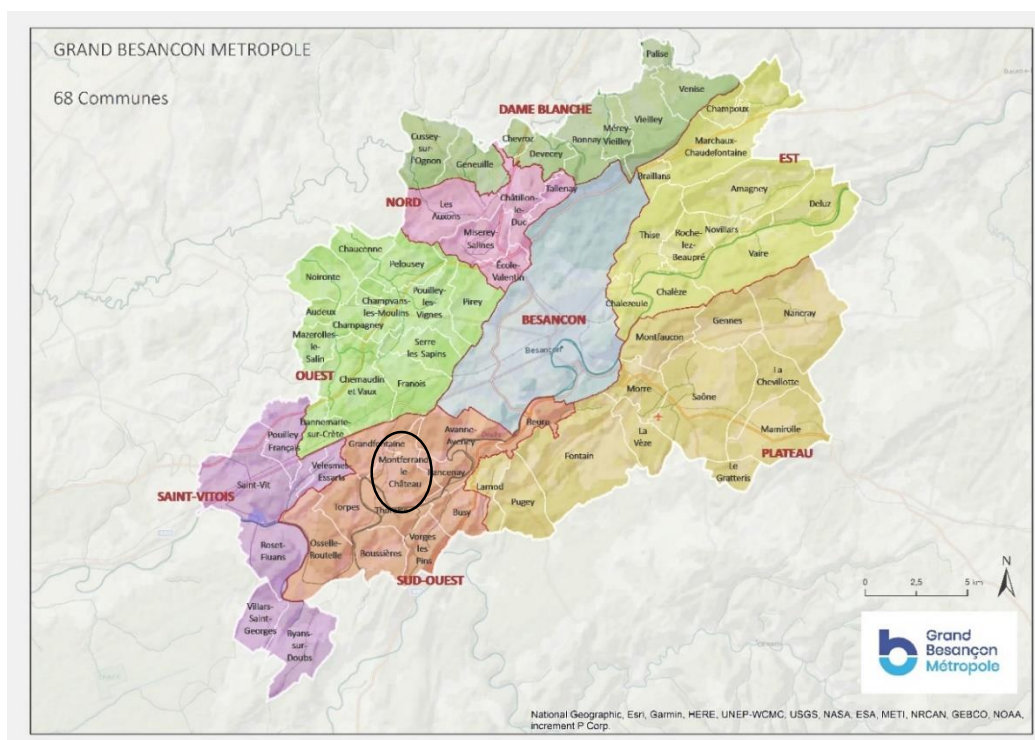 GRAND BESANCON METROPOLE
68 Communes
Palise
Venise
DAME BLANCHE
Vieilley
Champoux
Cussey-
sur-
l'Ognon
Chevroz
Devecey
Bonnay
Mérey-
Vieilley
Geneuille
Marchaux-
Chaudefontaine
EST
Braillans
NORD
Les
Auxons
Châtillon-
le-
Duc
Tallenay
Amagney
Deluz
Miserey-
Salines
Thise
Roche-
lez-
Beaupré
Novillars
Vaire
École-
Valentin
Chaucenne
Pelousey
Noironte
Pouilley-
les-
Vignes
Pirey
Champvans-
les-Moulins
Audeux
Champagney
Mazerolles-
le-
Salin
Serre
les Sapins
Chalèze
Chalezeule
BESANCON
Besançon
Gennes
Nancray
Montfaucon
OUEST
Chemaudin
et Vaux
Franois
Morre
Saône
La
Chevillotte
Dannemarie-
sur-Crête
Avanne-
Aveney
Beure
La
Vèze
Mamirolle
PLATEAU
Pouilley
Français
Grandfontaine
Montferrand
le
Château
Rancenay
Fontain
Le
Gratteris
Velesmes
Essarts
SAINT-VITOIS
Saint-Vit
Larnod
Pugey
Torpes
Busy
Vorges
les
Pins
Roset-
Fluans
Osselle-
Routelle
Boussières
SUD-OUEST
Villars-
Saint-
Georges
Byans-
sur-
Doubs
0 2,5 5 km
N
Grand
Besançon
Métropole
National Geographic, Esri, Garmin, HERE, UNEP-WCMC, USGS, NASA, ESA, METI, NRCAN, GEBCO, NOAA,
increment P Corp.